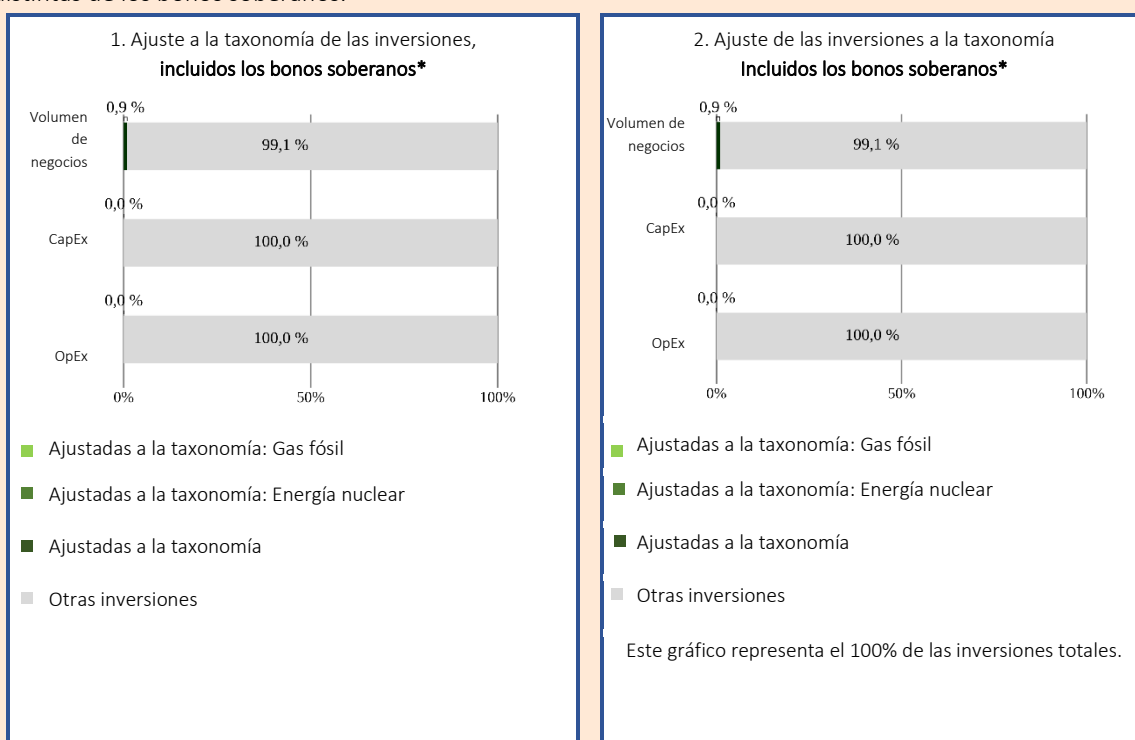 distintas de los bonos soberanos.
1. Ajuste a la taxonomía de las inversiones,
incluidos los bonos soberanos*
Volumen
de
negocios
0,9 %
99,1 %
0,0 %
CapEx
100,0 %
0,0 %
OpEx
100,0 %
0%
50%
100%
Ajustadas a la taxonomía: Gas fósil
Ajustadas a la taxonomía: Energía nuclear
Ajustadas a la taxonomía
Otras inversiones
2. Ajuste de las inversiones a la taxonomía
Incluidos los bonos soberanos*
Volumen de
negocios
0,9 %
99,1 %
0,0 %
CapEx
100,0 %
0,0 %
OpEx
100,0 %
0%
50%
100%
Ajustadas a la taxonomía: Gas fósil
Ajustadas a la taxonomía: Energía nuclear
Ajustadas a la taxonomía
Otras inversiones
Este gráfico representa el 100% de las inversiones totales.